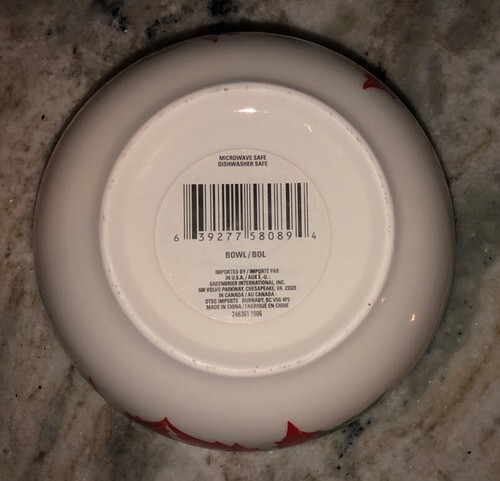 MICROWAVE SAFE
DISHWASHER SAFE
6 39277 58089 4
BOWL/BOL
IMPORTED BY / IMPORTÉ PAR
IN U.S.A./ AUX É.-U.:
GREENBRIER INTERNATIONAL, INC.
500 VOLVO PARKWAY, CHESAPEAKE, VA 23320
IN CANADA / AU CANADA:
DTSC IMPORTS BURNABY, BC V5G 4P3
MADE IN CHINA / FABRIQUÉ EN CHINE
246301 1906